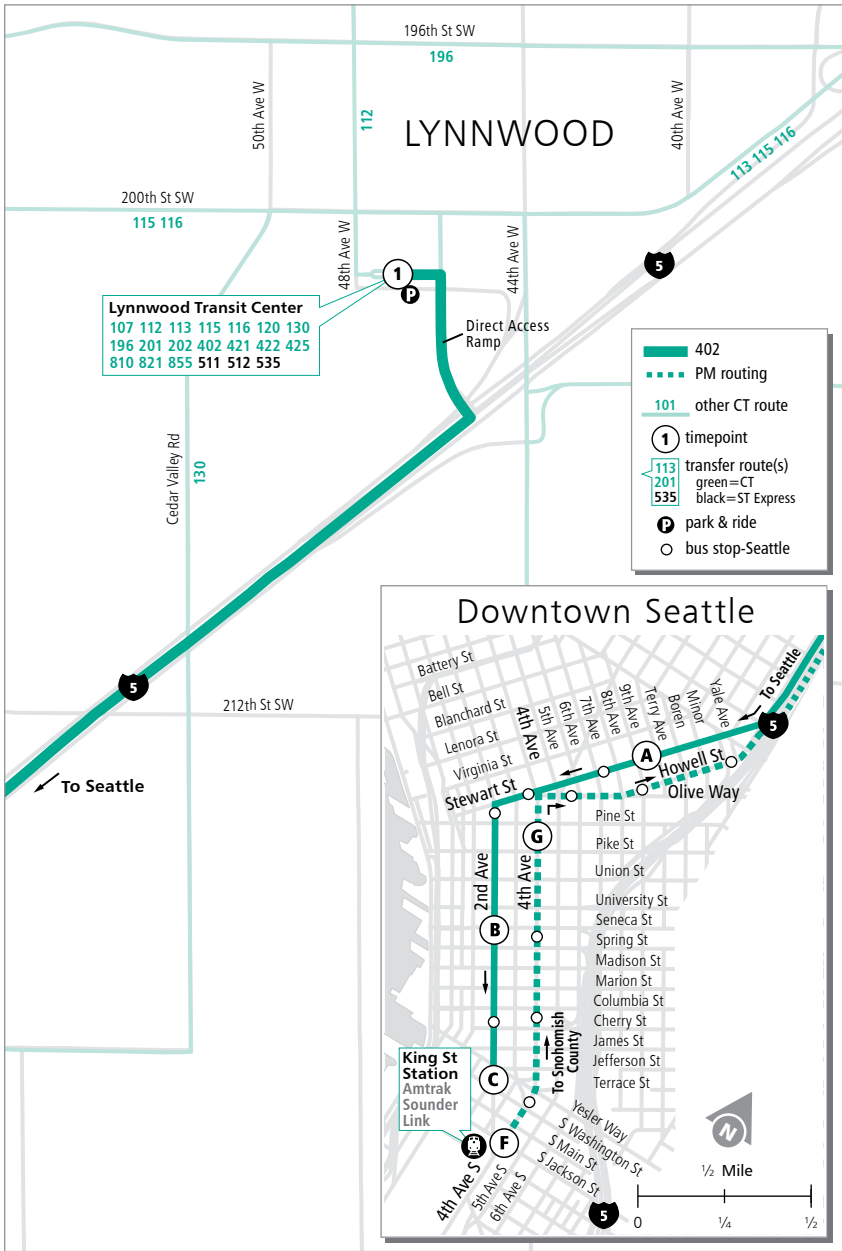 196th St SW
196
50th Ave W
112
LYNNWOOD
40th Ave W
113 115 116
200th St SW
115 116
48th Ave W
44th Ave W
5
1
P
Lynnwood Transit Center
107 112 113 115 116 120 130
196 201 202 402 421 422 425
810 821 855 511 512 535
Direct Access
Ramp
402
PM routing
101 other CT route
1 timepoint
113 transfer route(s)
201 green=CT
535 black=ST Express
P park & ride
bus stop-Seattle
Cedar Valley Rd
130
5
212th St SW
To Seattle
Downtown Seattle
Battery St
Bell St
Blanchard St
Lenora St
Virginia St
Stewart St
4th Ave
5th Ave
6th Ave
7th Ave
8th Ave
9th Ave
Terry Ave
Boren
Minor
Yale Ave
To Seattle
5
A
Howell St
Olive Way
Pine St
G
Pike St
Union St
2nd Ave
4th Ave
University St
Seneca St
B
Spring St
Madison St
Marion St
Columbia St
Cherry St
James St
Jefferson St
Terrace St
To Snohomish
County
King St
Station
Amtrak
Sounder
Link
C
F
Yesler Way
S Washington St
S Main St
S Jackson St
4th Ave S
5th Ave S
6th Ave S
5
N
½ Mile
0 ¼ ½